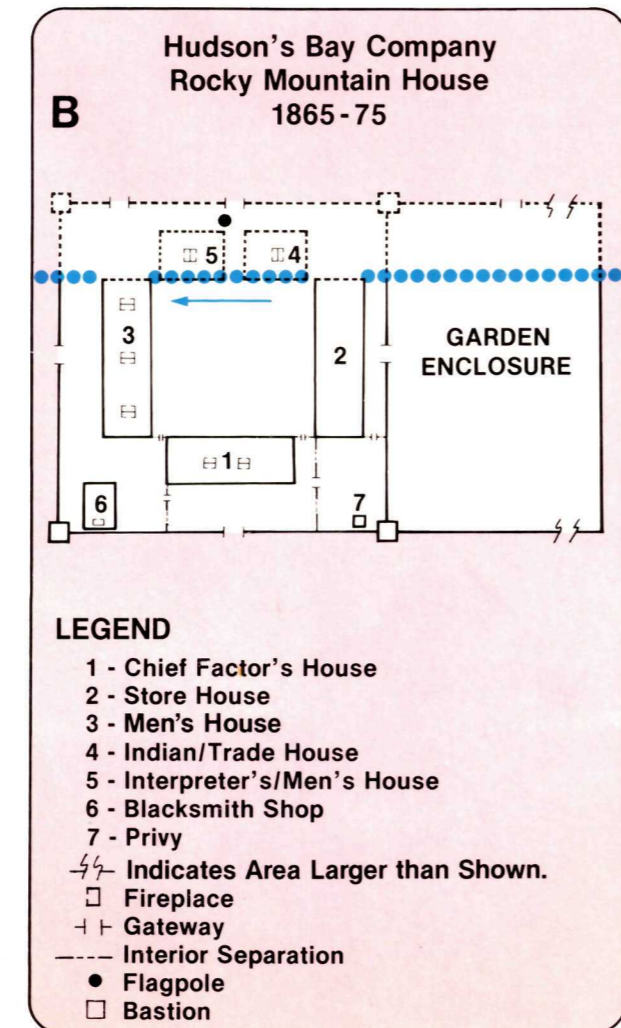 Hudson's Bay Company
Rocky Mountain House
1865-75
B
5
4
3
2
GARDEN
ENCLOSURE
1
6
7
LEGEND
1 - Chief Factor's House
2 - Store House
3 - Men's House
4 - Indian/Trade House
5 - Interpreter's/Men's House
6 - Blacksmith Shop
7 - Privy
Indicates Area Larger than Shown.
Fireplace
Gateway
Interior Separation
Flagpole
Bastion